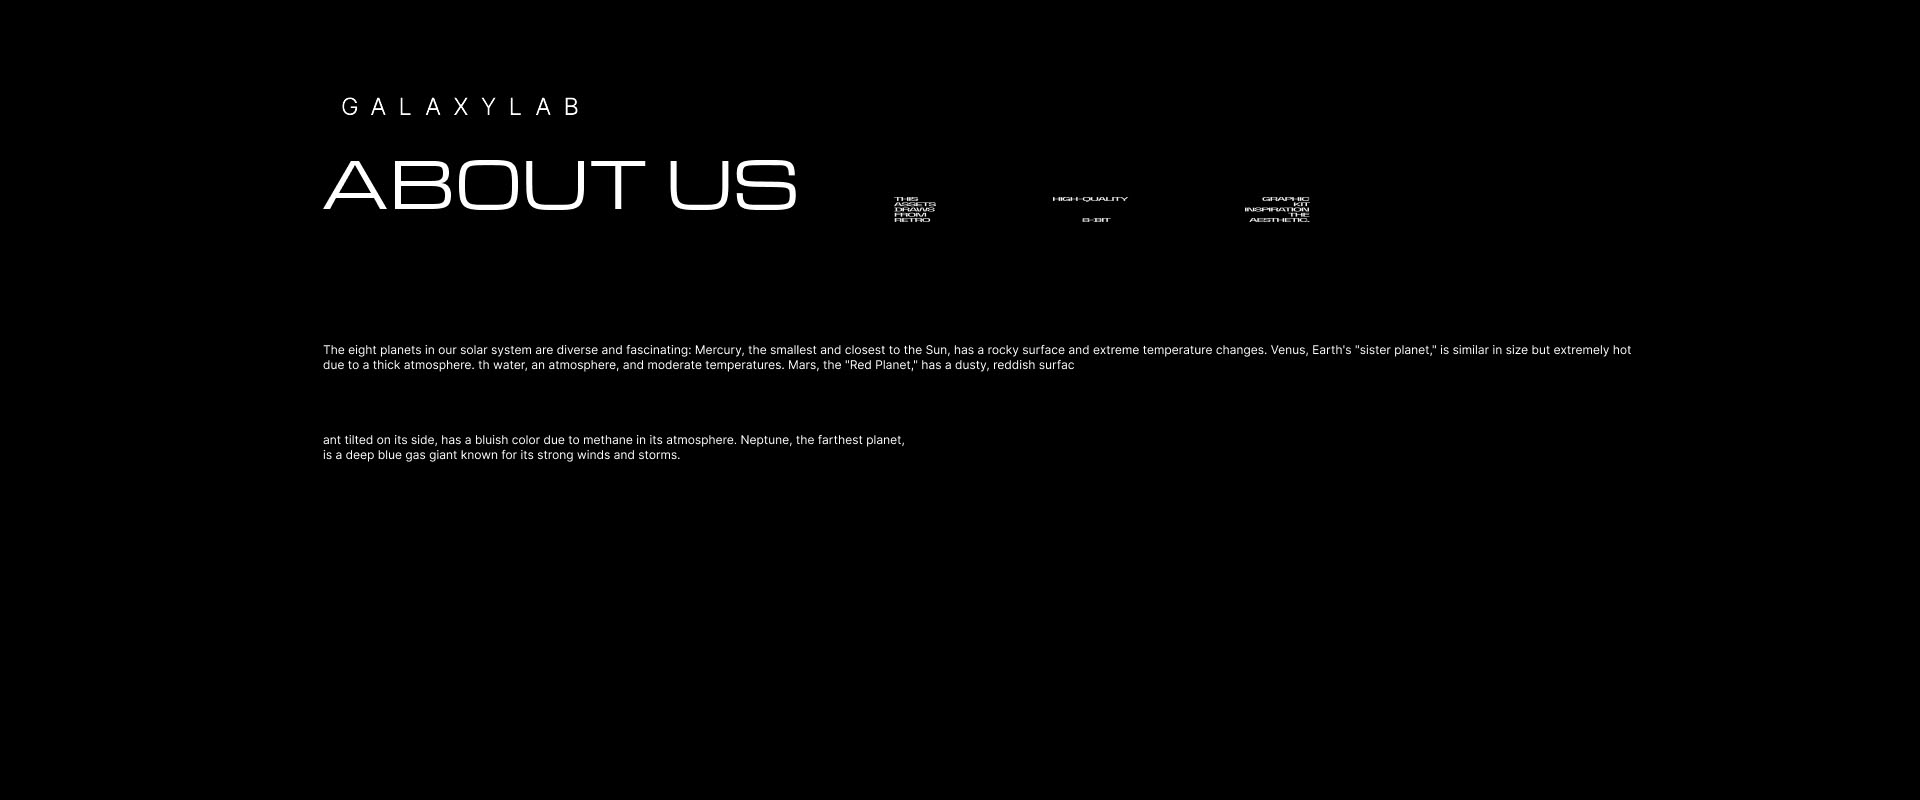 GALAXYLAB
ABOUT US
THIS HIGH-QUALITY GRAPHIC
ASSETS KIT
DRAWS INSPIRATION
FROM THE
RETRO 8-BIT AESTHETIC.
The eight planets in our solar system are diverse and fascinating: Mercury, the smallest and closest to the Sun, has a rocky surface and extreme temperature changes. Venus, Earth's "sister planet," is similar in size but extremely hot
due to a thick atmosphere. th water, an atmosphere, and moderate temperatures. Mars, the "Red Planet," has a dusty, reddish surfac
ant tilted on its side, has a bluish color due to methane in its atmosphere. Neptune, the farthest planet,
is a deep blue gas giant known for its strong winds and storms.